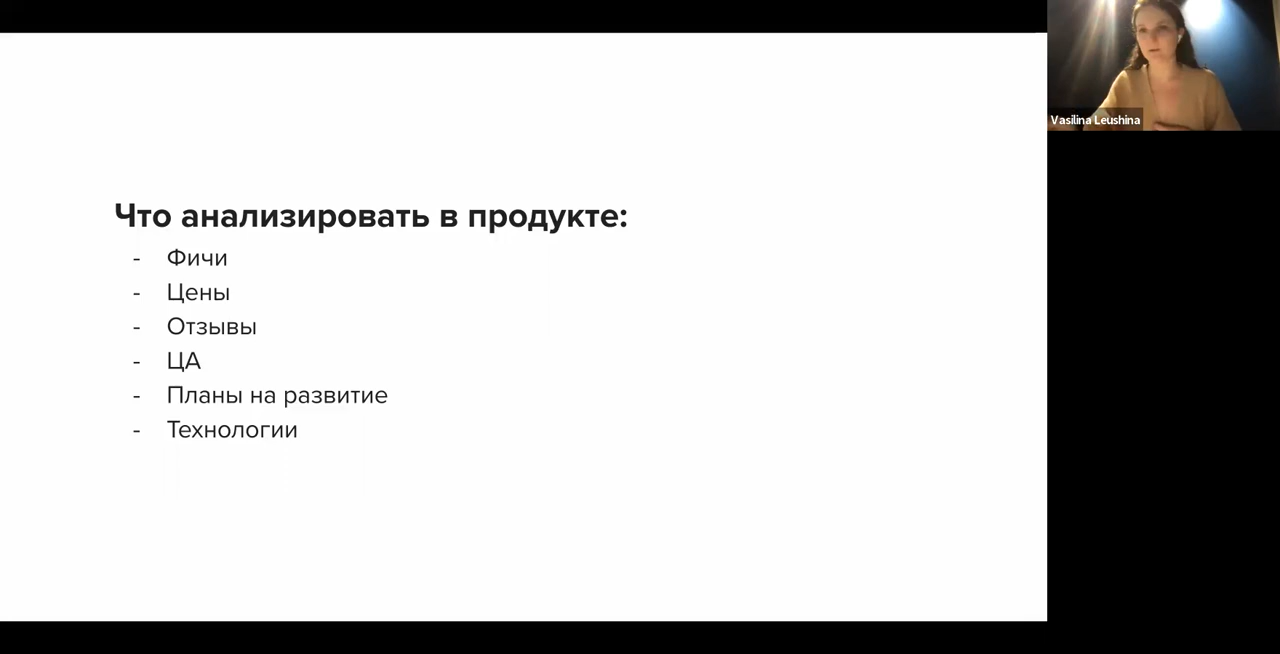 Что анализировать в продукте:
- Фичи
- Цены
- Отзывы
- ЦА
- Планы на развитие
- Технологии
Vasilina Leushina